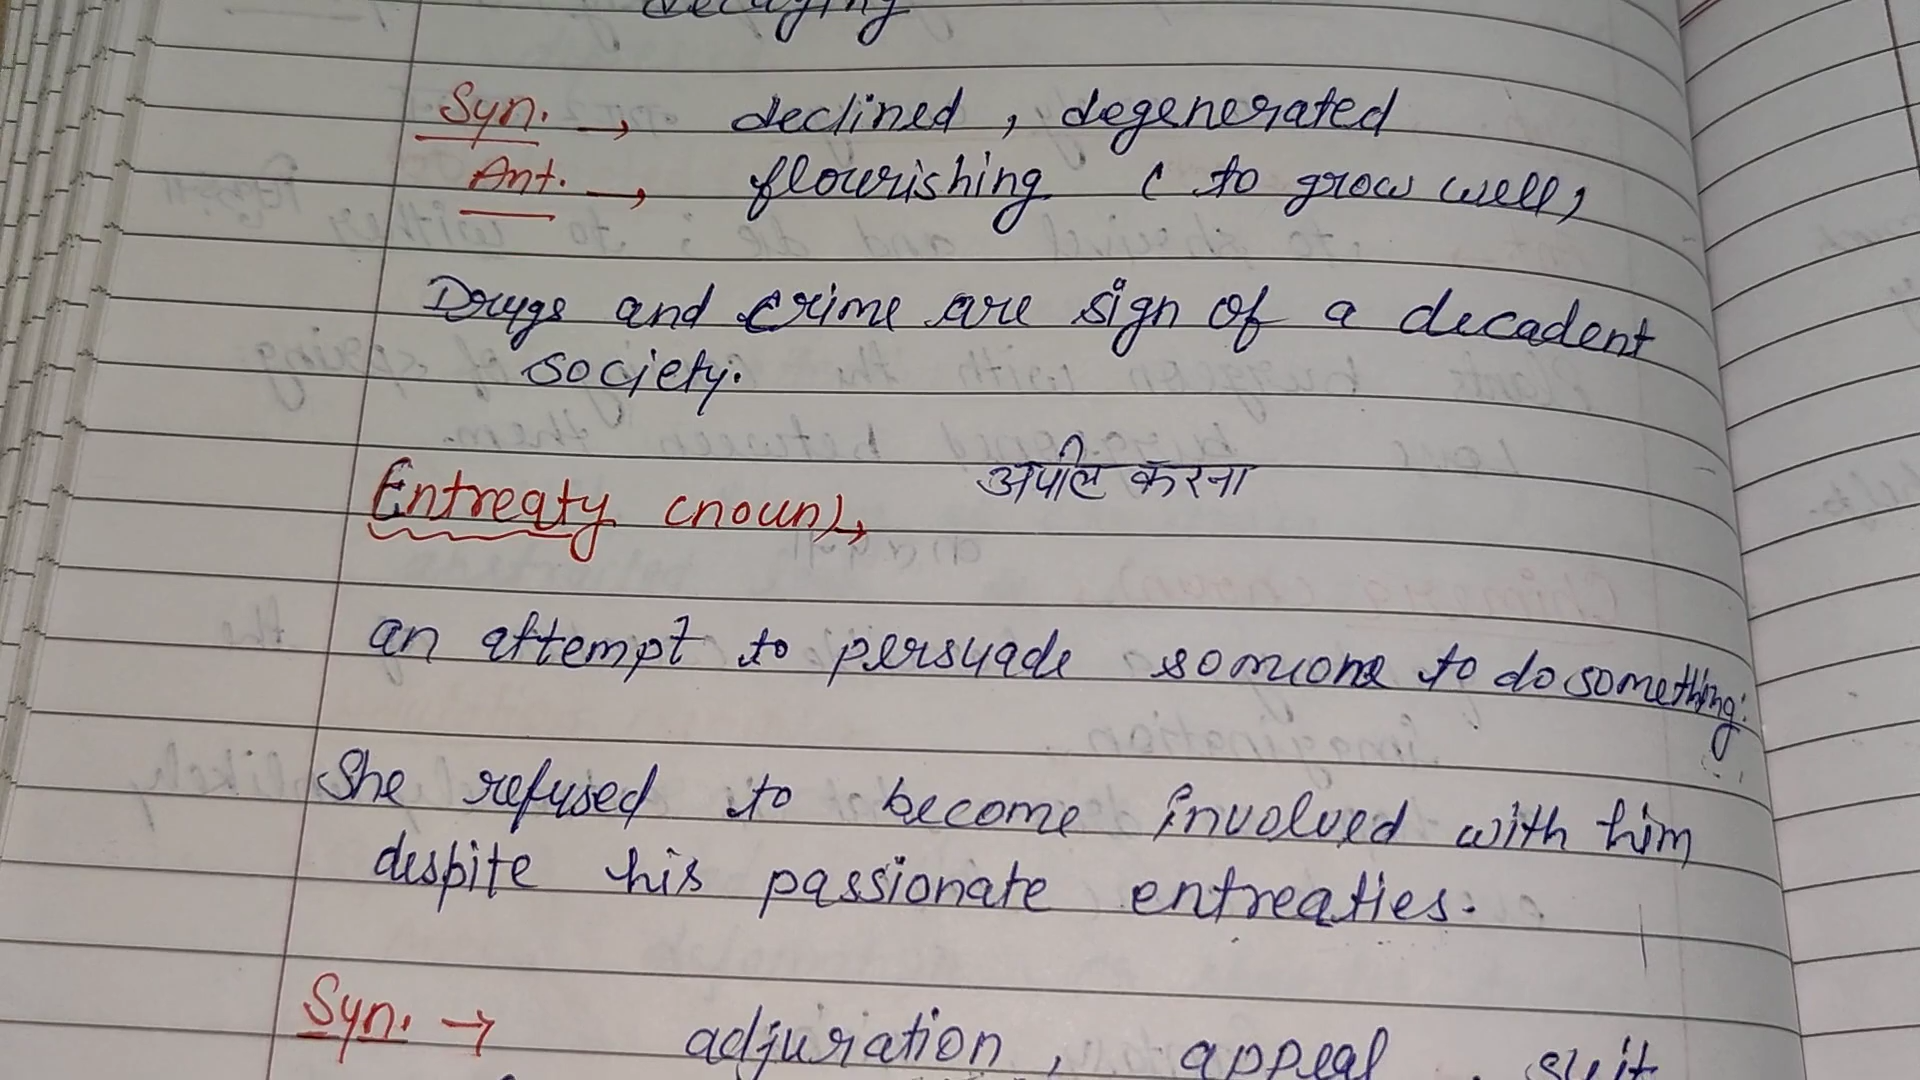 decaying
Syn. → declined, degenerated
Ant. → flourishing ( to grow well,
Drugs and crime are sign of a decadent
society.
Entreaty (noun)→ अपील करना
an attempt to persuade someone to do something.
She refused to become involved with him
despite his passionate entreaties.
Syn. → adjuration, appeal, suit